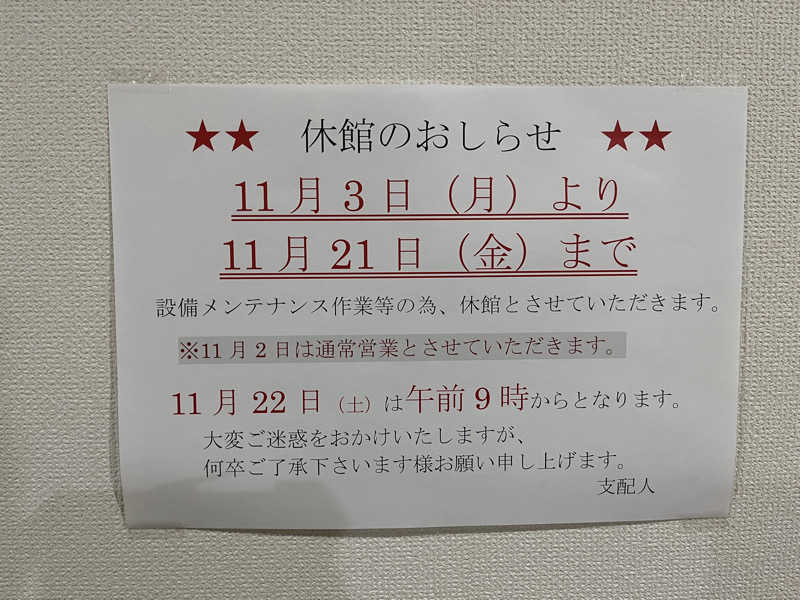 ★★ 休館のおしらせ ★★
11月3日（月）より
11月21日（金）まで
設備メンテナンス作業等の為、休館とさせていただきます。
※11月2日は通常営業とさせていただきます。
11月22日（土）は午前9時からとなります。
大変ご迷惑をおかけいたしますが、
何卒ご了承下さいます様お願い申し上げます。
支配人